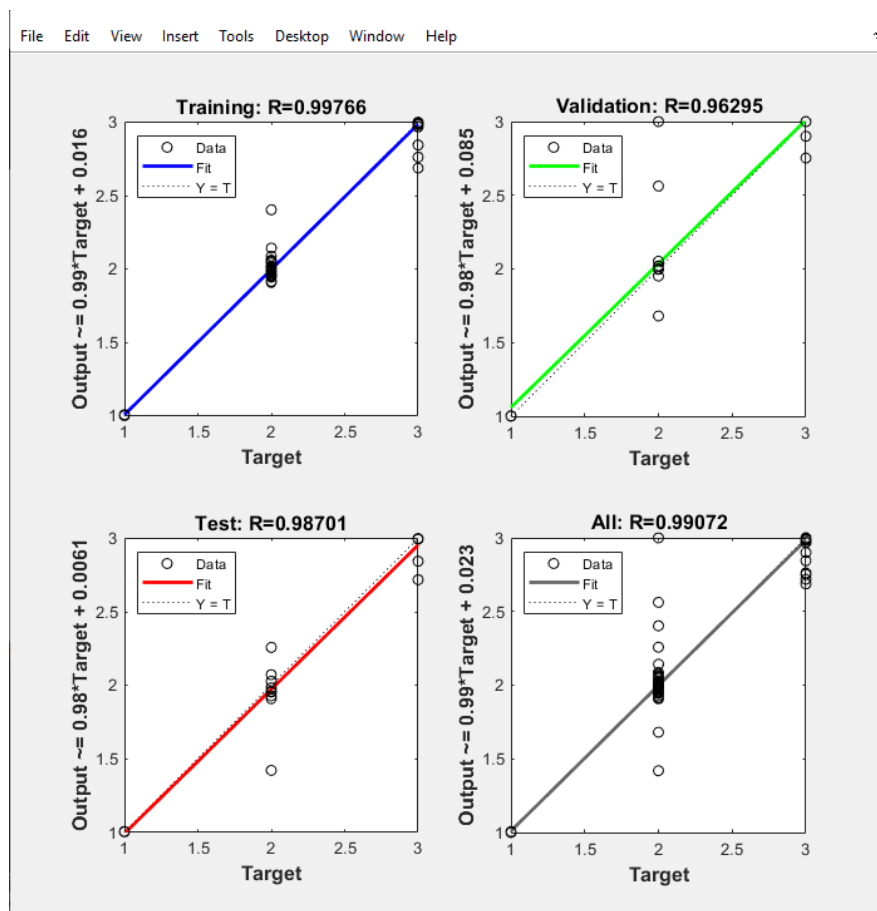 File Edit View Insert Tools Desktop Window Help
Training: R=0.99766
Output ~= 0.99*Target + 0.016
3
2.5
2
1.5
1
Data
Fit
Y = T
1 1.5 2 2.5 3
Target
Validation: R=0.96295
Output ~= 0.98*Target + 0.085
3
2.5
2
1.5
1
Data
Fit
Y = T
1 1.5 2 2.5 3
Target
Test: R=0.98701
Output ~= 0.98*Target + 0.0061
3
2.5
2
1.5
1
Data
Fit
Y = T
1 1.5 2 2.5 3
Target
All: R=0.99072
Output ~= 0.99*Target + 0.023
3
2.5
2
1.5
1
Data
Fit
Y = T
1 1.5 2 2.5 3
Target